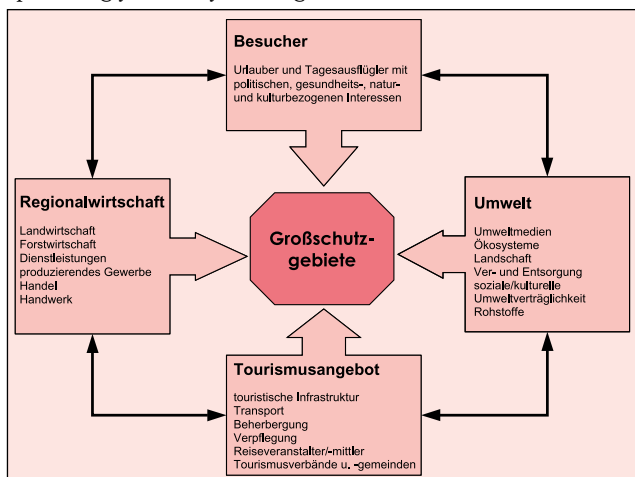 Besucher
Urlauber und Tagesausflügler mit
politischen, gesundheits-, natur-
und kulturbezogenen Interessen
Regionalwirtschaft
Landwirtschaft
Forstwirtschaft
Dienstleistungen
produzierendes Gewerbe
Handel
Handwerk
Großschutz-
gebiete
Umwelt
Umweltmedien
Ökosysteme
Landschaft
Ver- und Entsorgung
soziale/kulturelle
Umweltverträglichkeit
Rohstoffe
Tourismusangebot
touristische Infrastruktur
Transport
Beherbergung
Verpflegung
Reiseveranstalter/-mittler
Tourismusverbände u. -gemeinden